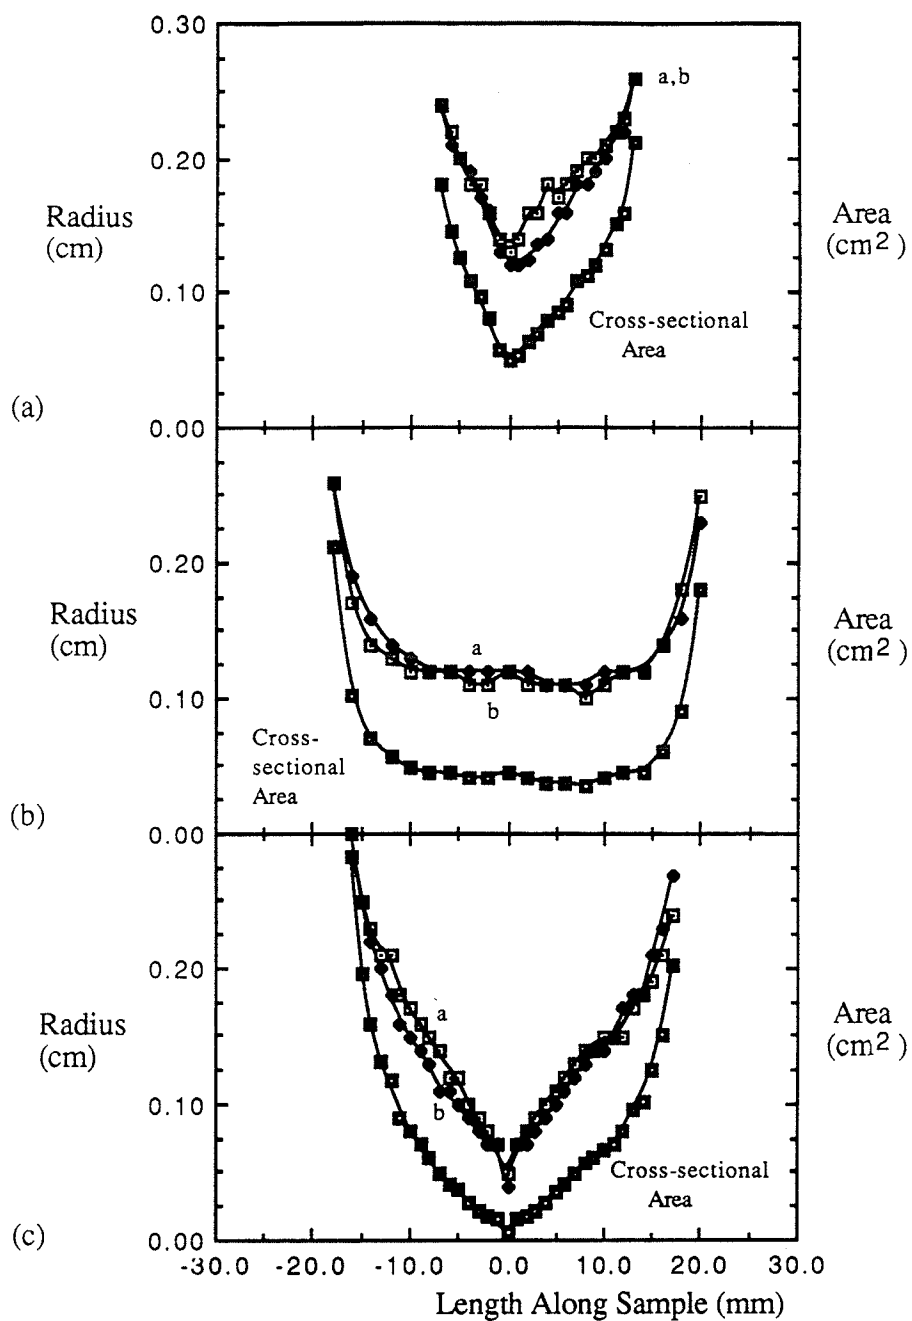 0.30
a,b
0.20
Radius
(cm)
Area
(cm2)
0.10
Cross-sectional
Area
(a)
0.00
0.20
Radius
(cm)
Area
(cm2)
a
0.10
b
Cross-
sectional
Area
(b)
0.00
0.20
a
Radius
(cm)
Area
(cm2)
0.10
b
Cross-sectional
Area
(c)
0.00
-30.0 -20.0 -10.0 0.0 10.0 20.0 30.0
Length Along Sample (mm)